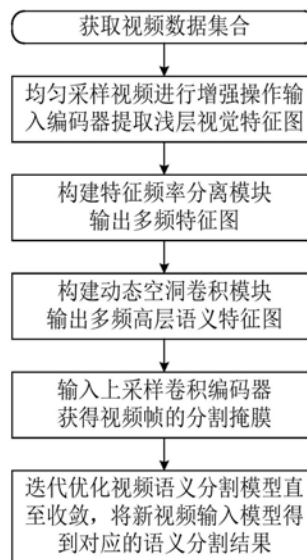 获取视频数据集合
均匀采样视频进行增强操作输
入编码器提取浅层视觉特征图
构建特征频率分离模块
输出多频特征图
构建动态空洞卷积模块
输出多频高层语义特征图
输入上采样卷积编码器
获得视频帧的分割掩膜
迭代优化视频语义分割模型直
至收敛，将新视频输入模型得
到对应的语义分割结果